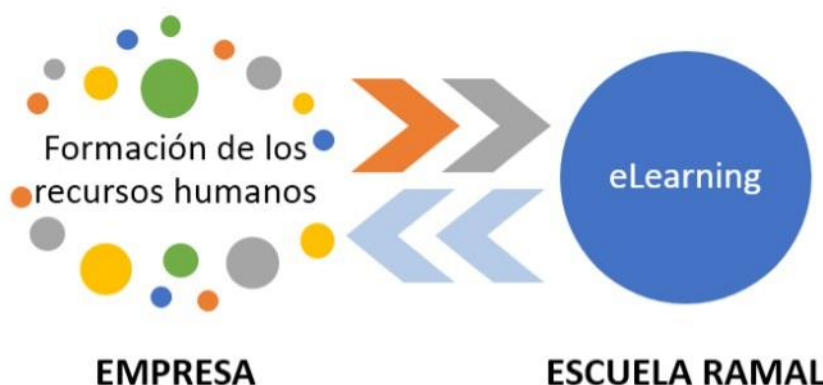 Formación de los
recursos humanos
eLearning
EMPRESA
ESCUELA RAMAL